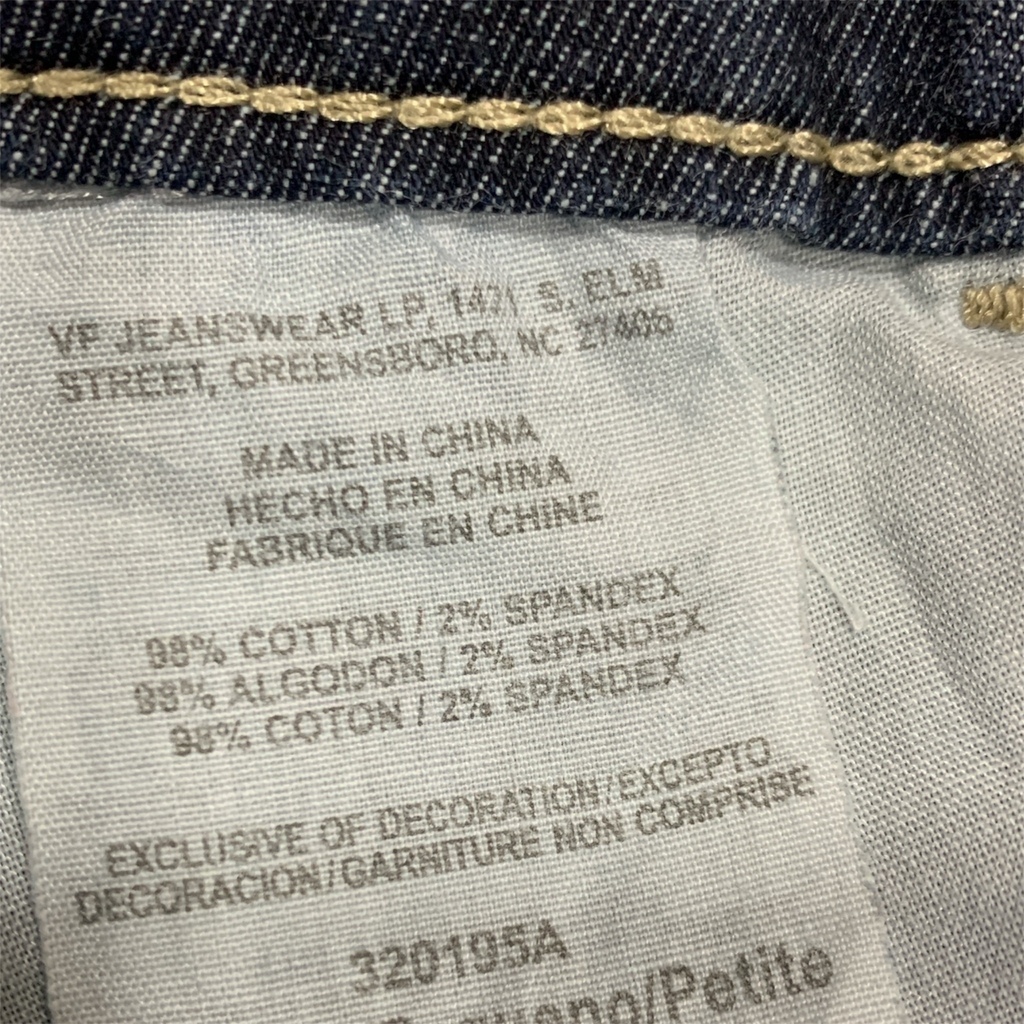 VF JEANSWEAR LP, 1421 S. ELM
STREET, GREENSBORO, NC 27406
MADE IN CHINA
HECHO EN CHINA
FABRIQUE EN CHINE
98% COTTON / 2% SPANDEX
98% ALGODON / 2% SPANDEX
98% COTON / 2% SPANDEX
EXCLUSIVE OF DECORATION/EXCEPTO
DECORACION/GARNITURE NON COMPRISE
320195A
/Petite